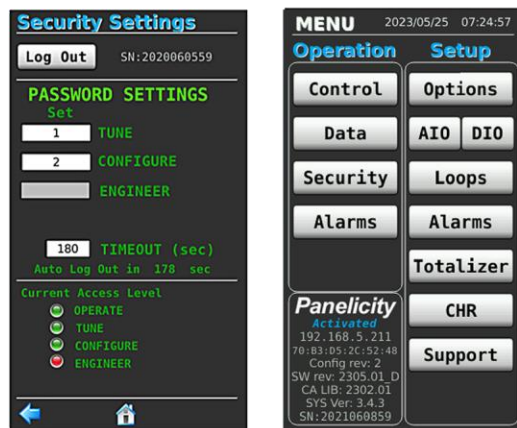 Security Settings
Log Out SN:2020060559
PASSWORD SETTINGS
Set
1 TUNE
2 CONFIGURE
ENGINEER
180 TIMEOUT (sec)
Auto Log Out in 178 sec
Current Access Level
OPERATE
TUNE
CONFIGURE
ENGINEER
MENU 2023/05/25 07:24:57
Operation Setup
Control Options
Data AIO DIO
Security Loops
Alarms Alarms
Totalizer
CHR
Support
Panelicity
Activated
192.168.5.211
70:B3:D5:2C:52:48
Config rev: 2
SW rev: 2305.01_D
CA LIB: 2302.01
SYS Ver: 3.4.3
SN:2021060859